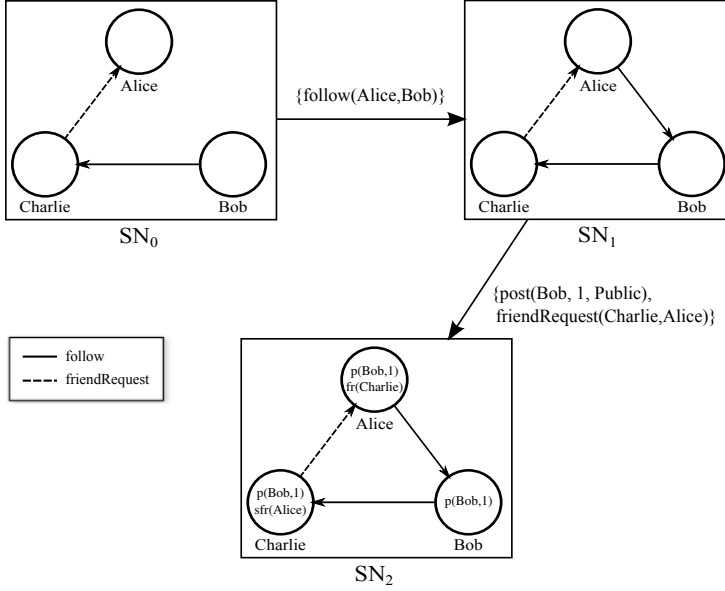 Alice
Charlie
Bob
SN0
{follow(Alice,Bob)}
Alice
Charlie
Bob
SN1
{post(Bob, 1, Public),
friendRequest(Charlie,Alice)}
follow
friendRequest
p(Bob,1)
fr(Charlie)
Alice
p(Bob,1)
sfr(Alice)
Charlie
p(Bob,1)
Bob
SN2